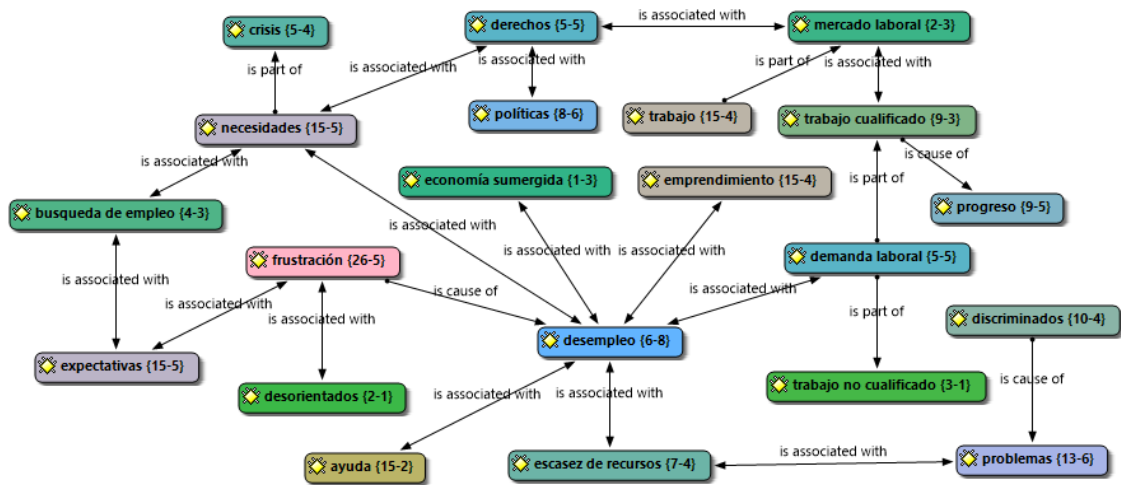 crisis {5-4}
derechos {5-5}
is associated with
mercado laboral {2-3}
is part of
is associated with
is associated with
is part of
is associated with
necesidades {15-5}
políticas {8-6}
trabajo {15-4}
trabajo cualificado {9-3}
is associated with
is cause of
economía sumergida {1-3}
emprendimiento {15-4}
is part of
busqueda de empleo {4-3}
progreso {9-5}
is associated with
is associated with
is associated with
frustración {26-5}
demanda laboral {5-5}
is associated with
is associated with
is cause of
is associated with
is associated with
is part of
discriminados {10-4}
desempleo {6-8}
expectativas {15-5}
trabajo no cualificado {3-1}
is cause of
desorientados {2-1}
is associated with
is associated with
is associated with
ayuda {15-2}
escasez de recursos {7-4}
problemas {13-6}